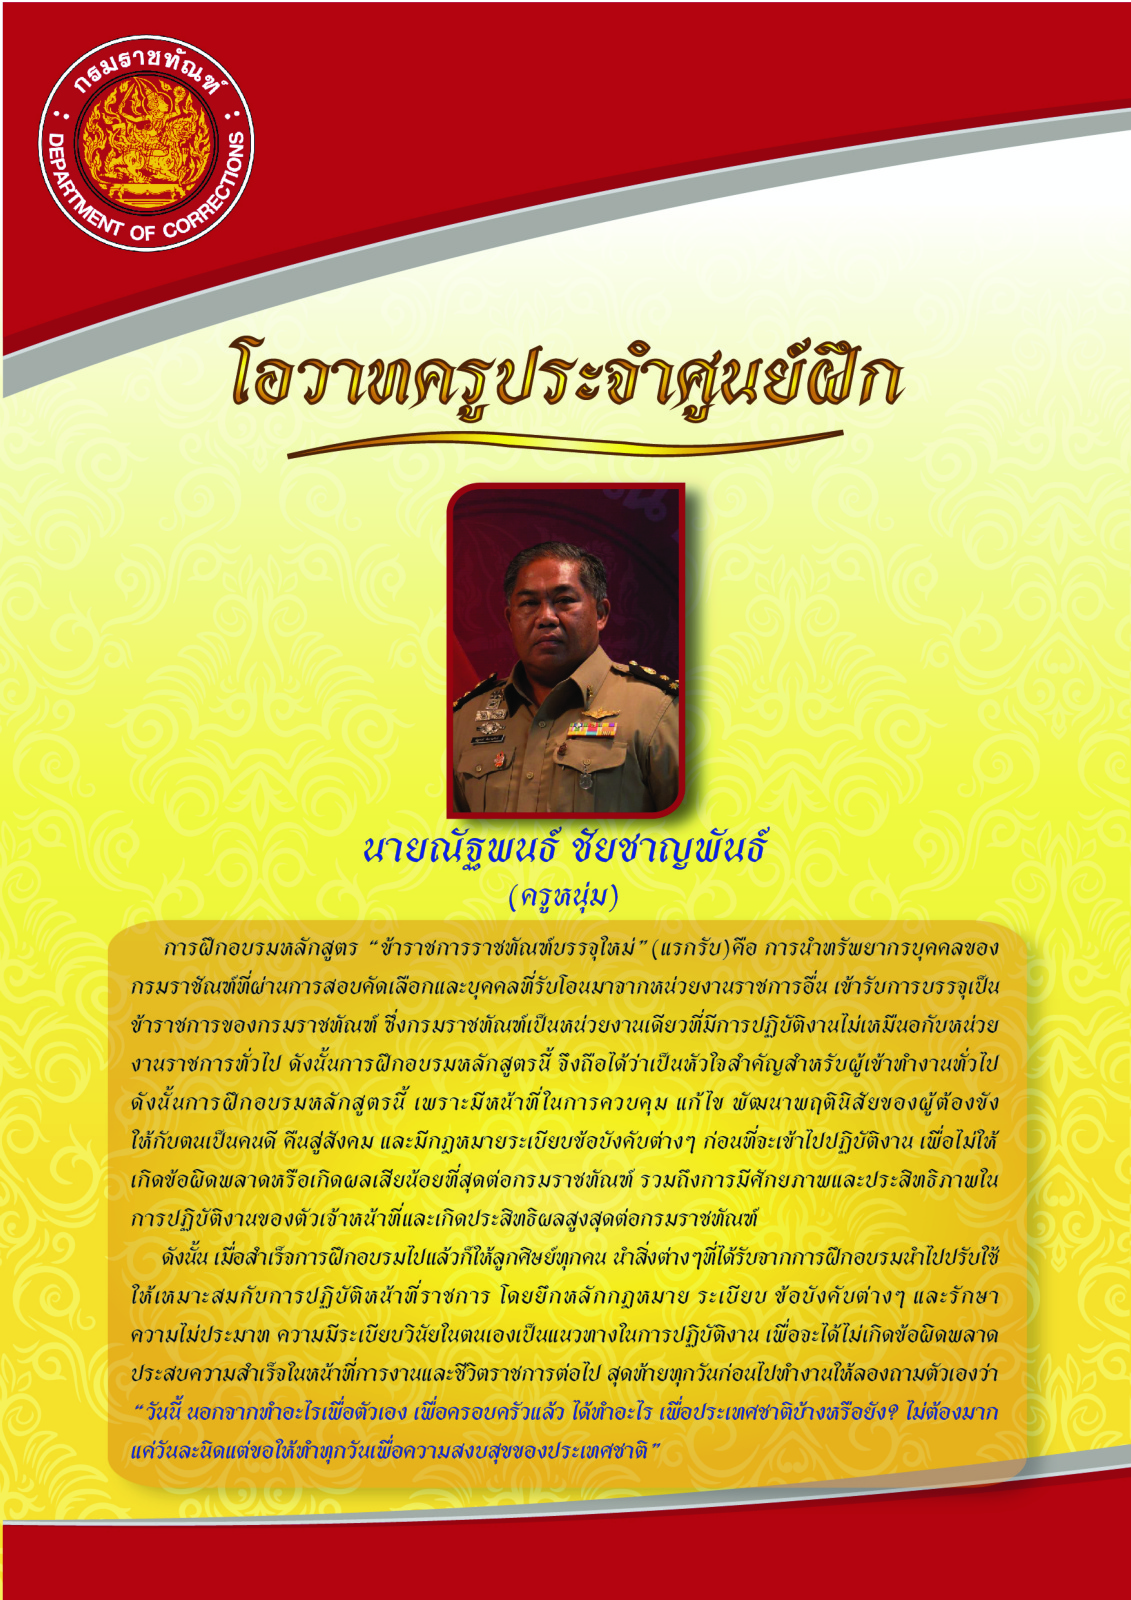 กรมราชทัณฑ์
DEPARTMENT OF CORRECTIONS
โอวาทครูประจำศูนย์ฝึก
นายณัฐพนธ์ ชัยชาญพันธ์
(ครูหนุ่ม)
การฝึกอบรมหลักสูตร “ข้าราชการราชทัณฑ์บรรจุใหม่” (แรกรับ)คือ การนำทรัพยากรบุคคลของ
กรมราชัณฑ์ที่ผ่านการสอบคัดเลือกและบุคคลที่รับโอนมาจากหน่วยงานราชการอื่น เข้ารับการบรรจุเป็น
ข้าราชการของกรมราชทัณฑ์ ซึ่งกรมราชทัณฑ์เป็นหน่วยงานเดียวที่มีการปฏิบัติงานไม่เหมือนกับหน่วย
งานราชการทั่วไป ดังนั้นการฝึกอบรมหลักสูตรนี้ จึงถือได้ว่าเป็นหัวใจสำคัญสำหรับผู้เข้าทำงานทั่วไป
ดังนั้นการฝึกอบรมหลักสูตรนี้ เพราะมีหน้าที่ในการควบคุม แก้ไข พัฒนาพฤตินิสัยของผู้ต้องขัง
ให้กับตนเป็นคนดี คืนสู่สังคม และมีกฎหมายระเบียบข้อบังคับต่างๆ ก่อนที่จะเข้าไปปฏิบัติงาน เพื่อไม่ให้
เกิดข้อผิดพลาดหรือเกิดผลเสียน้อยที่สุดต่อกรมราชทัณฑ์ รวมถึงการมีศักยภาพและประสิทธิภาพใน
การปฏิบัติงานของตัวเจ้าหน้าที่และเกิดประสิทธิผลสูงสุดต่อกรมราชทัณฑ์
ดังนั้น เมื่อสำเร็จการฝึกอบรมไปแล้วก็ให้ลูกศิษย์ทุกคน นำสิ่งต่างๆที่ได้รับจากการฝึกอบรมนำไปปรับใช้
ให้เหมาะสมกับการปฏิบัติหน้าที่ราชการ โดยยึกหลักกฎหมาย ระเบียบ ข้อบังคับต่างๆ และรักษา
ความไม่ประมาท ความมีระเบียบวินัยในตนเองเป็นแนวทางในการปฏิบัติงาน เพื่อจะได้ไม่เกิดข้อผิดพลาด
ประสบความสำเร็จในหน้าที่การงานและชีวิตราชการต่อไป สุดท้ายทุกวันก่อนไปทำงานให้ลองถามตัวเองว่า
“วันนี้ นอกจากทำอะไรเพื่อตัวเอง เพื่อครอบครัวแล้ว ได้ทำอะไร เพื่อประเทศชาติบ้างหรือยัง? ไม่ต้องมาก
แค่วันละนิดแต่ขอให้ทำทุกวันเพื่อความสงบสุขของประเทศชาติ”